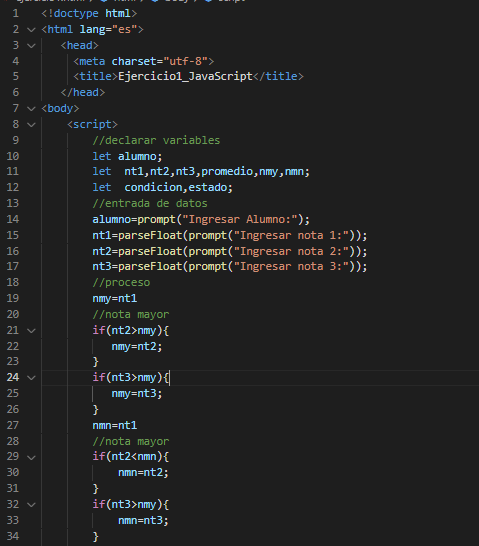 1 <!doctype html>
2 <html lang="es">
3 <head>
4 <meta charset="utf-8">
5 <title>Ejercicio1_JavaScript</title>
6 </head>
7 <body>
8 <script>
9 //declarar variables
10 let alumno;
11 let  nt1,nt2,nt3,promedio,nmy,nmn;
12 let  condicion,estado;
13 //entrada de datos
14 alumno=prompt("Ingresar Alumno:");
15 nt1=parseFloat(prompt("Ingresar nota 1:"));
16 nt2=parseFloat(prompt("Ingresar nota 2:"));
17 nt3=parseFloat(prompt("Ingresar nota 3:"));
18 //proceso
19 nmy=nt1
20 //nota mayor
21 if(nt2>nmy){
22 nmy=nt2;
23 }
24 if(nt3>nmy){
25 nmy=nt3;
26 }
27 nmn=nt1
28 //nota mayor
29 if(nt2<nmn){
30 nmn=nt2;
31 }
32 if(nt3>nmy){
33 nmn=nt3;
34 }